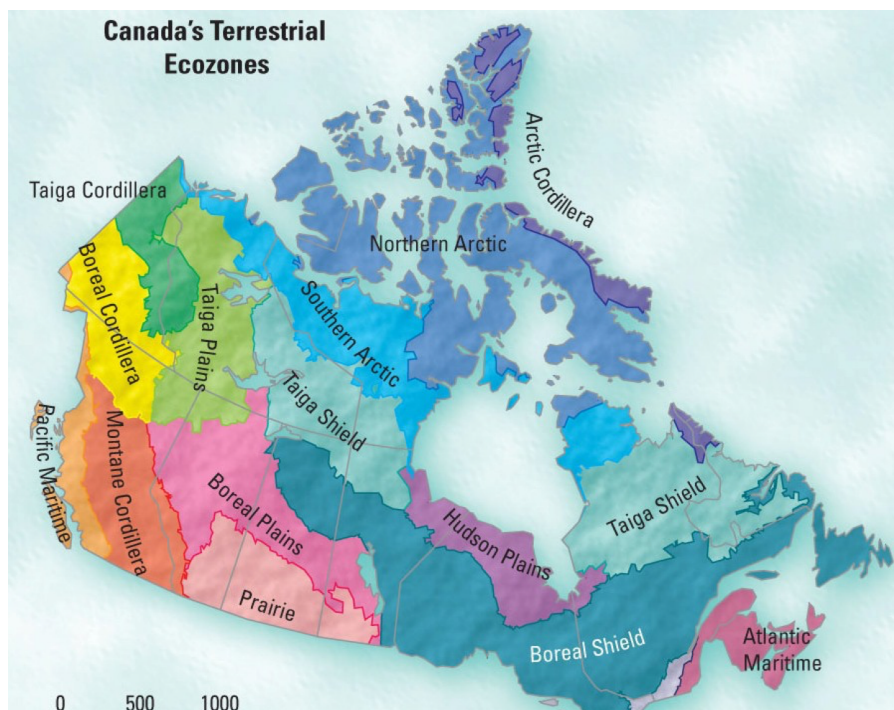 Canada's Terrestrial
Ecozones
Arctic Cordillera
Taiga Cordillera
Northern Arctic
Boreal Cordillera
Taiga Plains
Southern Arctic
Taiga Shield
Pacific Maritime
Montane Cordillera
Boreal Plains
Hudson Plains
Taiga Shield
Prairie
Boreal Shield
Atlantic
Maritime
0 500 1000